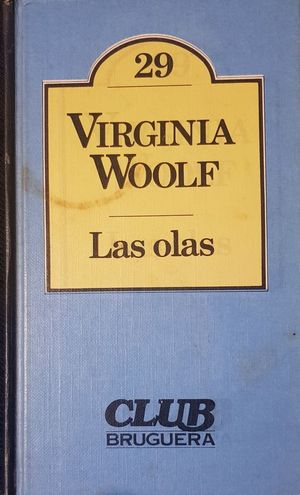 29
VIRGINIA
WOOLF
Las olas
CLUB
BRUGUERA